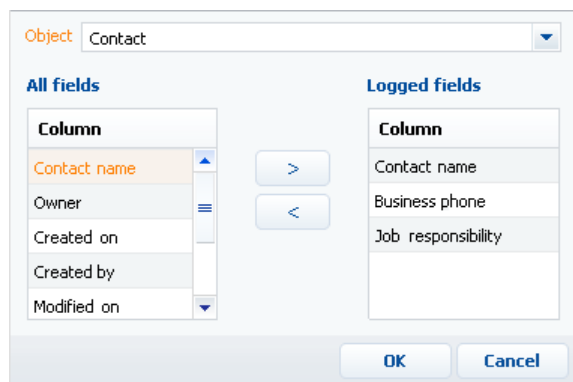 Object Contact
All fields
Column
Contact name
Owner
Created on
Created by
Modified on
>
<
Logged fields
Column
Contact name
Business phone
Job responsibility
OK Cancel